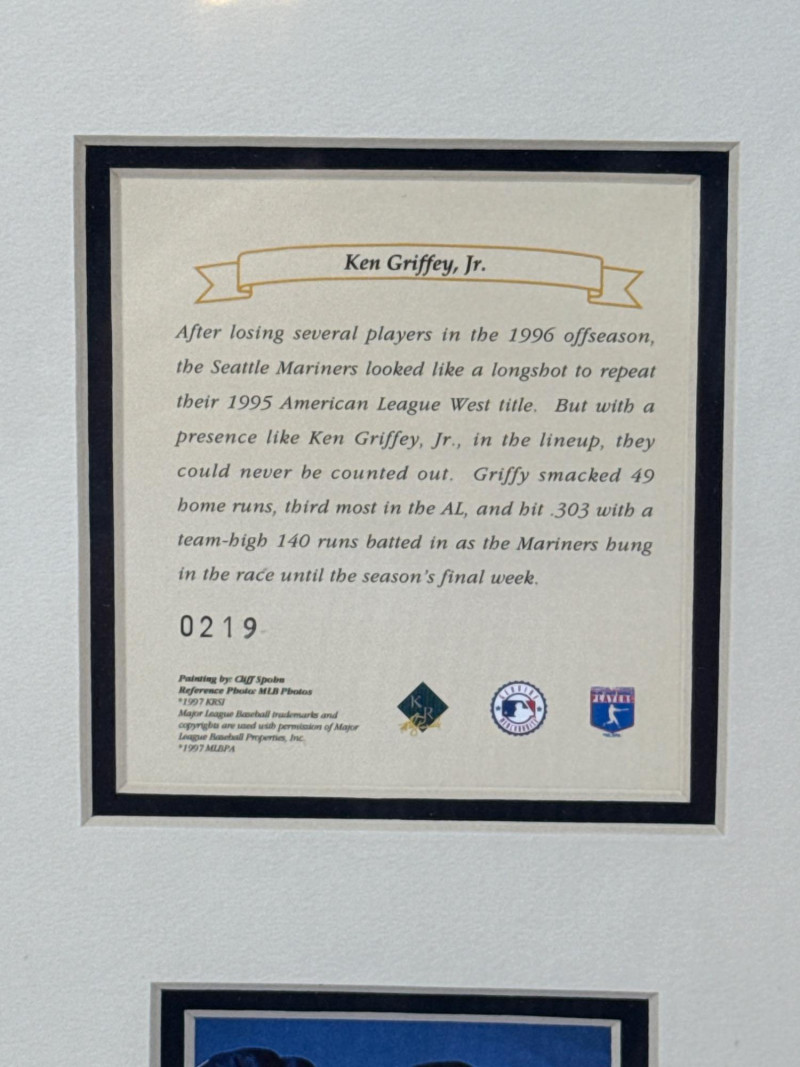 Ken Griffey, Jr.
After losing several players in the 1996 offseason,
the Seattle Mariners looked like a longshot to repeat
their 1995 American League West title. But with a
presence like Ken Griffey, Jr., in the lineup, they
could never be counted out. Griffy smacked 49
home runs, third most in the AL, and hit .303 with a
team-high 140 runs batted in as the Mariners hung
in the race until the season's final week.
0219
Painting by: Cliff Spohn
Reference Photo: MLB Photos
©1997 KRSI
Major League Baseball trademarks and
copyrights are used with permission of Major
League Baseball Properties, Inc.
©1997 MLBPA
KR
GENUINE
MERCHANDISE
PLAYERS